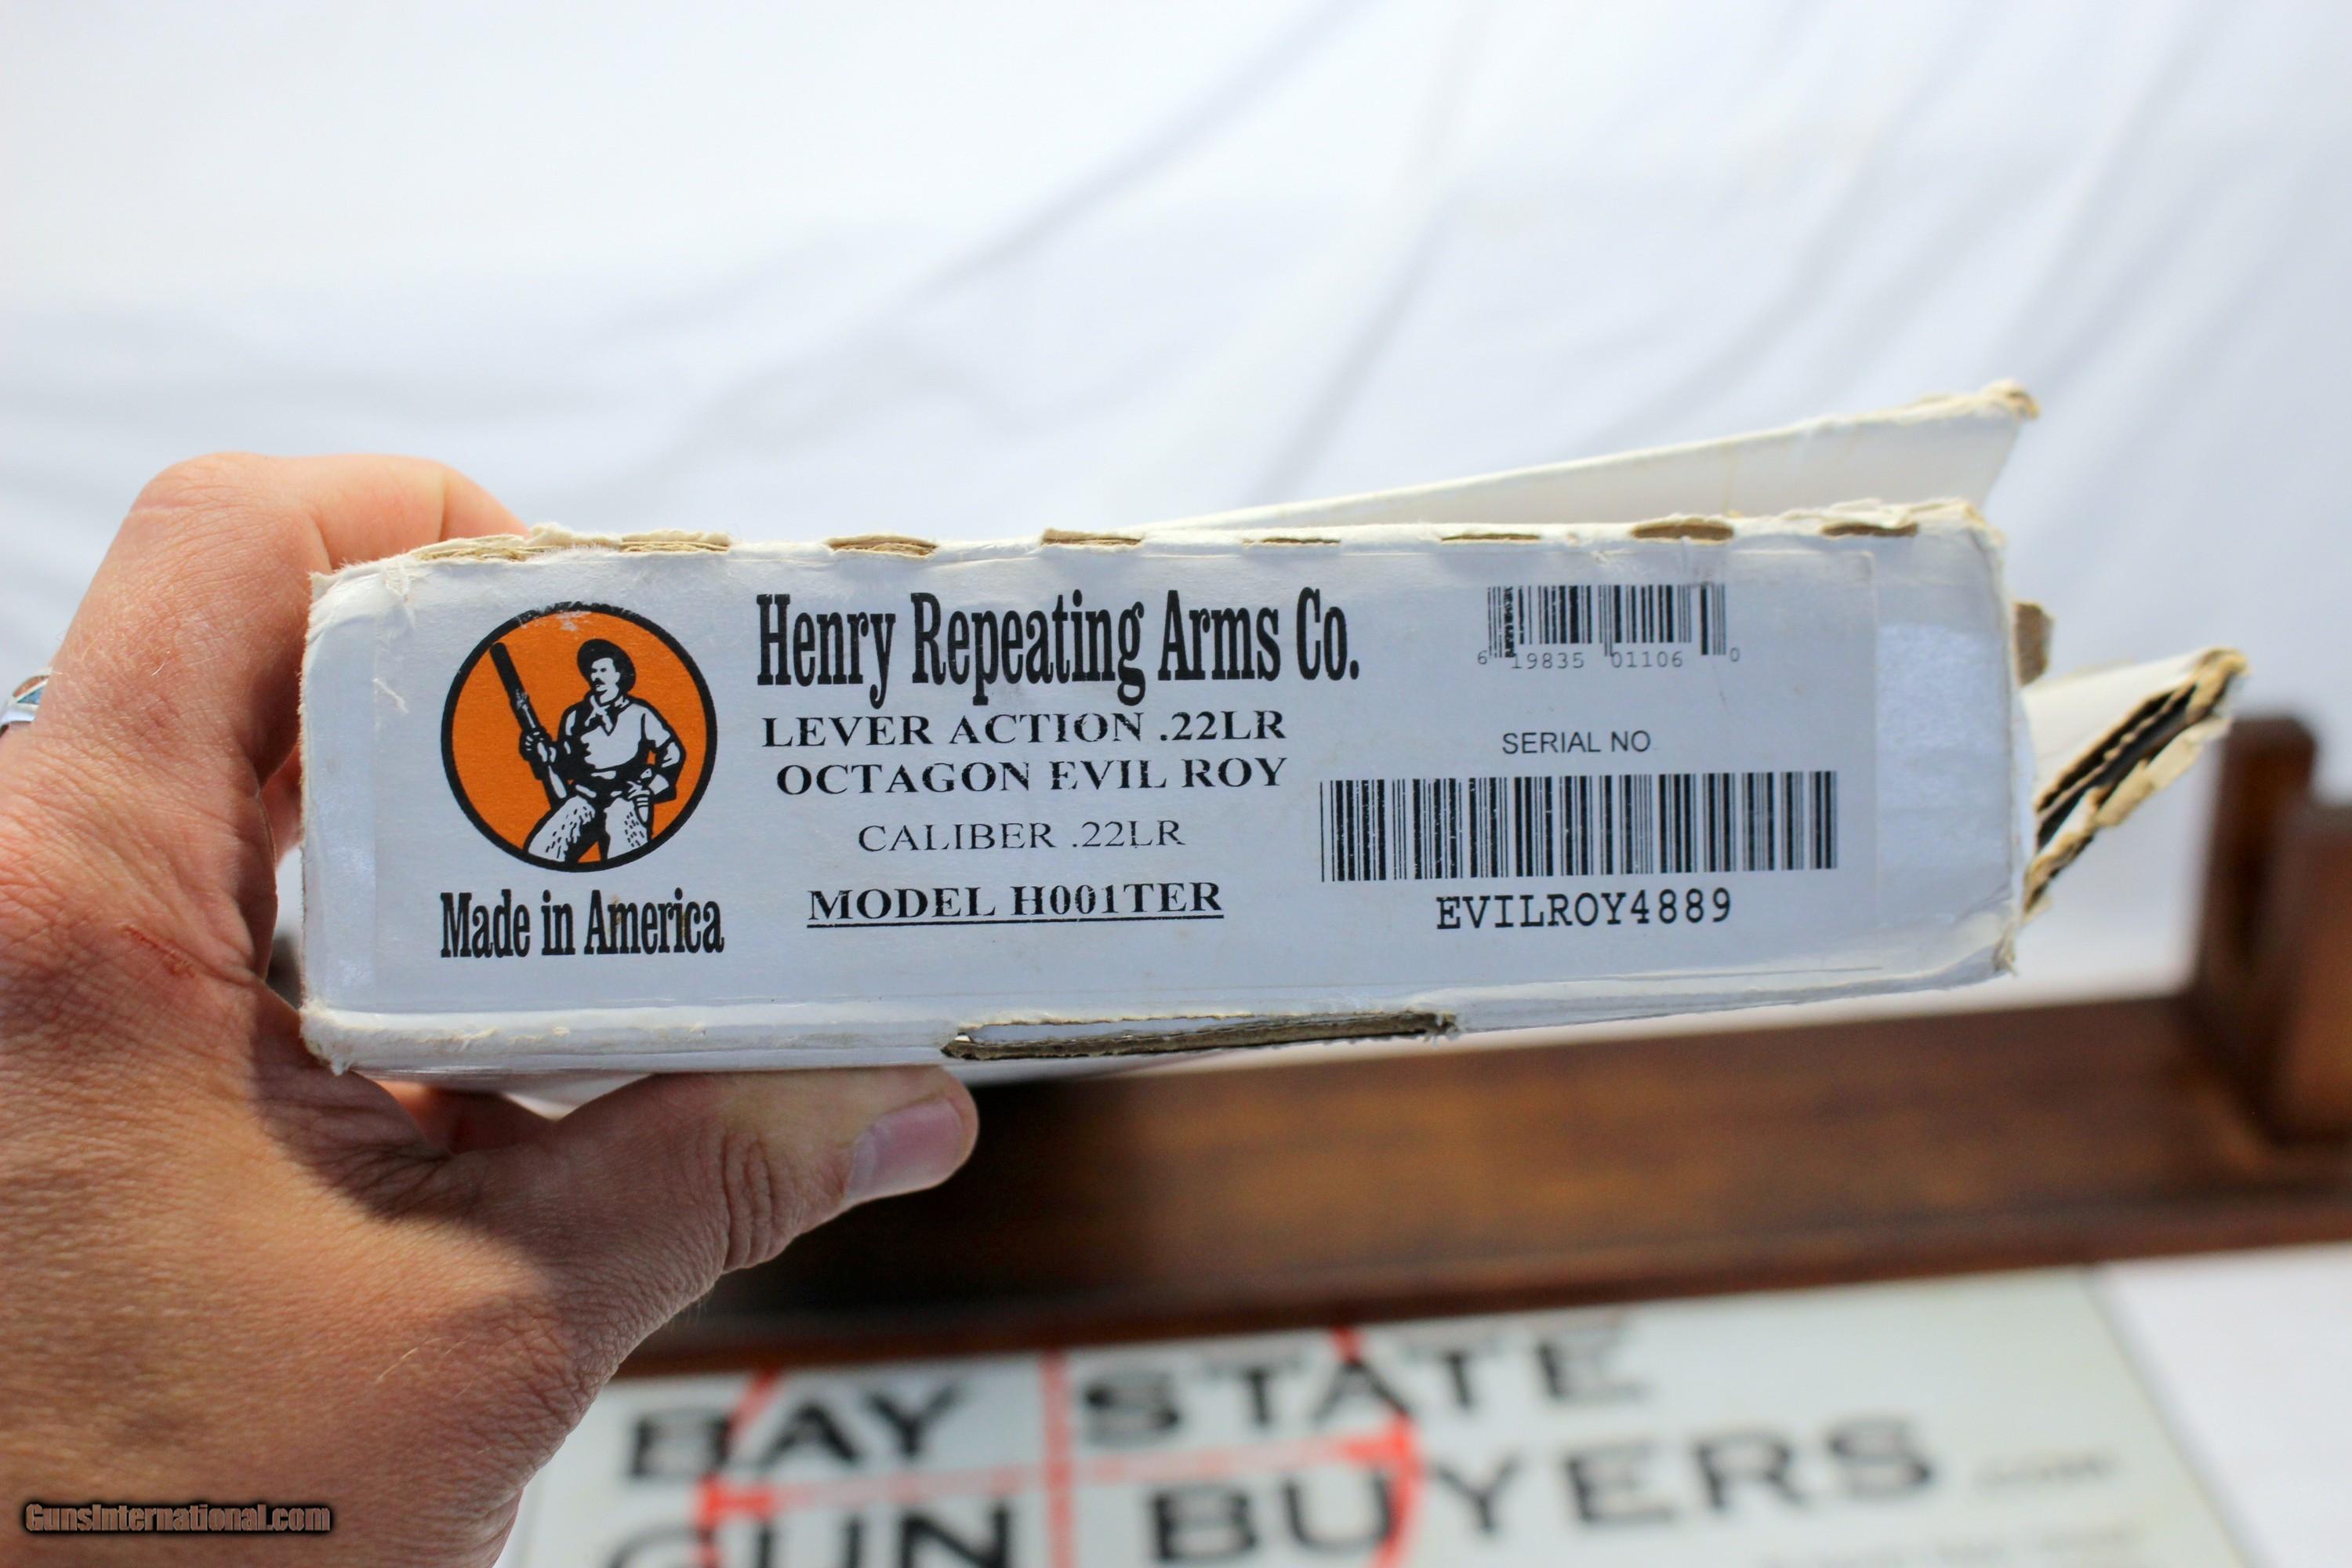 Henry Repeating Arms Co.
LEVER ACTION .22LR
OCTAGON EVIL ROY
CALIBER .22LR
MODEL H001TER
Made in America
6 19835 01106 0
SERIAL NO
EVILROY4889
BAY STATE
GUN BUYERS
.com
GunsInternational.com